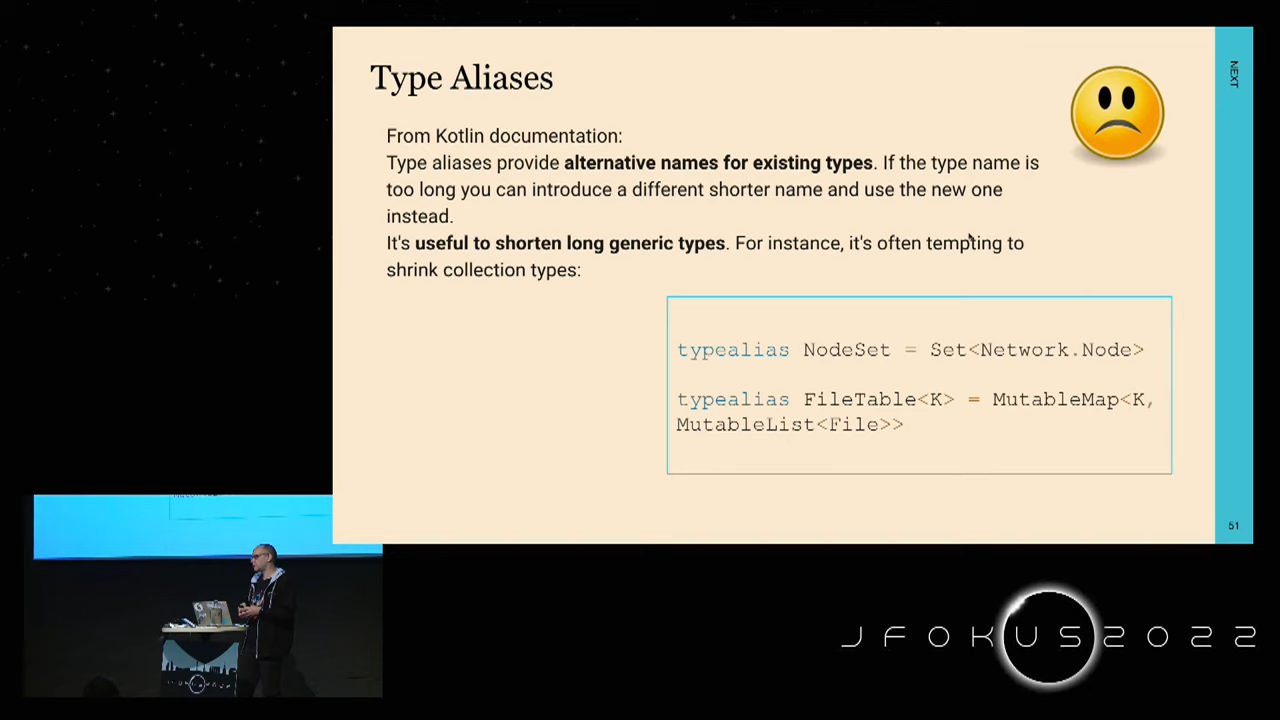 Type Aliases
From Kotlin documentation:
Type aliases provide alternative names for existing types. If the type name is
too long you can introduce a different shorter name and use the new one
instead.
It's useful to shorten long generic types. For instance, it's often tempting to
shrink collection types:
typealias NodeSet = Set<Network.Node>
typealias FileTable<K> = MutableMap<K,
MutableList<File>>
NEXT
51
JFOKUS2022